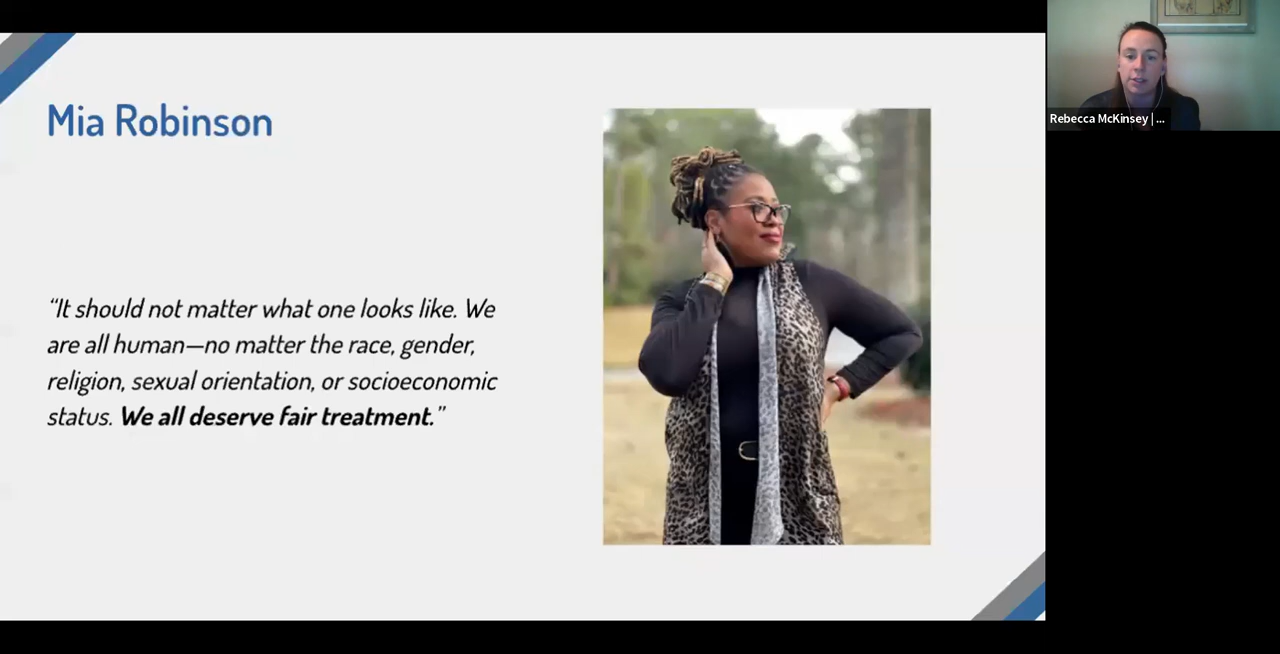 Mia Robinson
“It should not matter what one looks like. We
are all human—no matter the race, gender,
religion, sexual orientation, or socioeconomic
status. We all deserve fair treatment.”
Rebecca McKinsey | ...